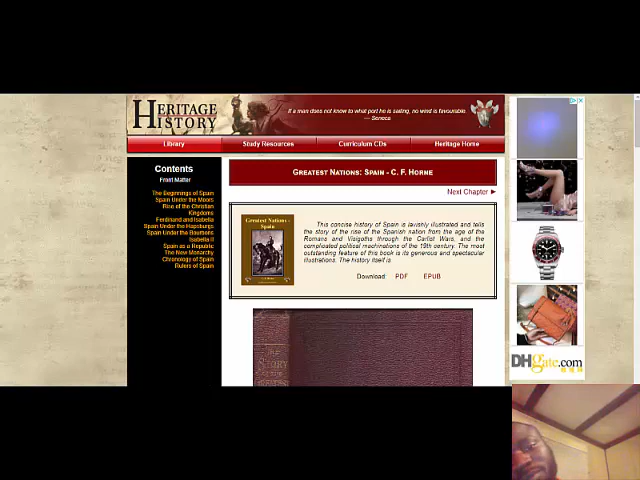 HERITAGE
HISTORY
If a man does not know to what port he is sailing, no wind is favourable.
— Seneca
Library
Study Resources
Curriculum CDs
Heritage Home
Contents
Front Matter
The Beginnings of Spain
Spain Under the Moors
Rise of the Christian
Kingdoms
Ferdinand and Isabella
Spain Under the Hapsburgs
Spain Under the Bourbons
Isabella II
Spain as a Republic
The New Monarchy
Chronology of Spain
Rulers of Spain
GREATEST NATIONS: SPAIN - C. F. HORNE
Next Chapter
Greatest Nations -
Spain
This concise history of Spain is lavishly illustrated and tells
the story of the rise of the Spanish nation from the age of the
Romans and Visigoths through the Carlist Wars, and the
complicated political machinations of the 19th century. The most
outstanding feature of this book is its generous and spectacular
illustrations. The history itself is
Download: PDF EPUB
THE
STORY
DHgate.com